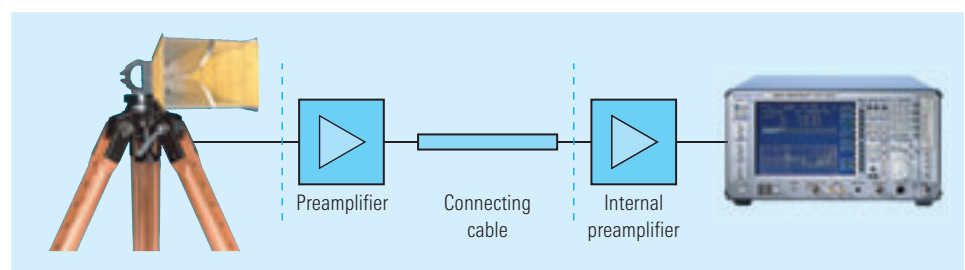 Preamplifier
Connecting
cable
Internal
preamplifier